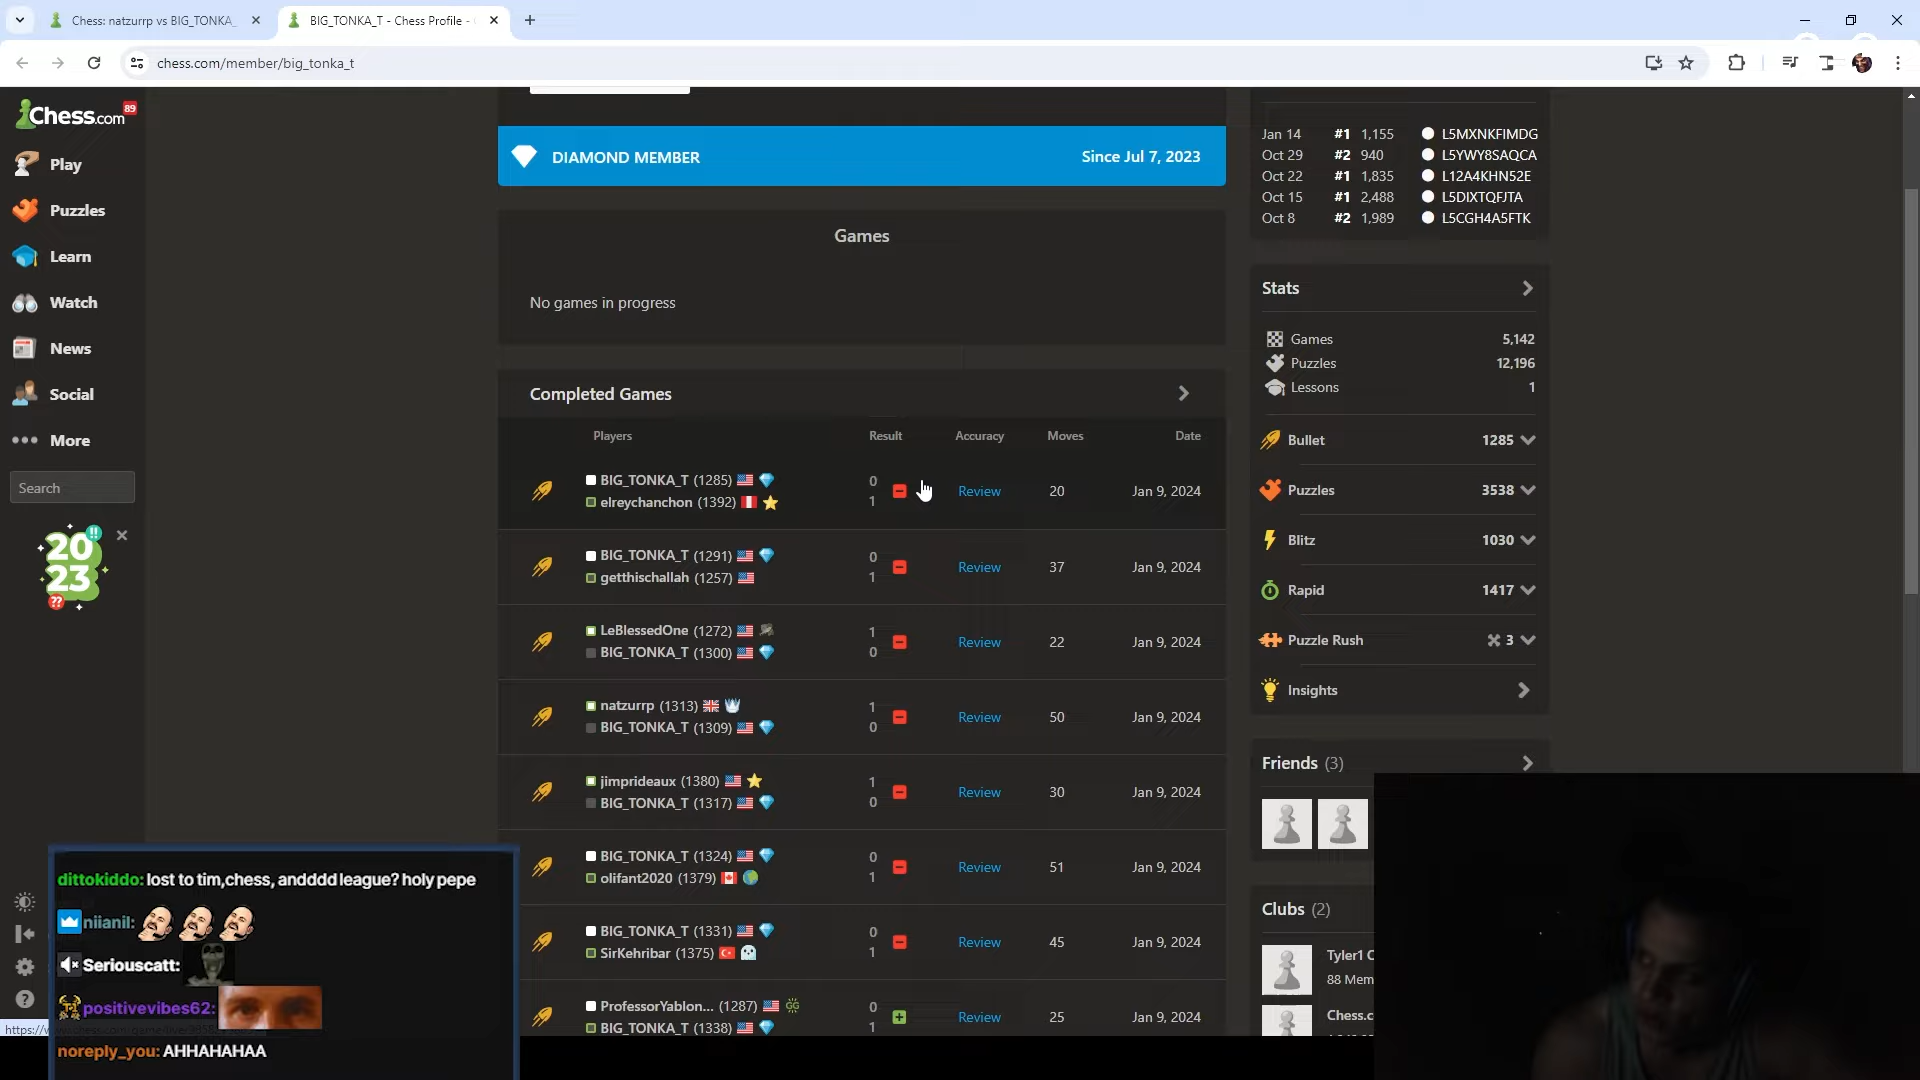 Chess: natzurrp vs BIG_TONKA_
BIG_TONKA_T - Chess Profile -
chess.com/member/big_tonka_t
Chess.com
89
Play
Puzzles
Learn
Watch
News
Social
More
Search
2023
!!
??
DIAMOND MEMBER
Since Jul 7, 2023
Games
No games in progress
Completed Games
Players Result Accuracy Moves Date
BIG_TONKA_T (1285) 0
elreychanchon (1392) 1
Review 20 Jan 9, 2024
BIG_TONKA_T (1291) 0
getthischallah (1257) 1
Review 37 Jan 9, 2024
LeBlessedOne (1272) 1
BIG_TONKA_T (1300) 0
Review 22 Jan 9, 2024
natzurrp (1313) 1
BIG_TONKA_T (1309) 0
Review 50 Jan 9, 2024
jimprideaux (1380) 1
BIG_TONKA_T (1317) 0
Review 30 Jan 9, 2024
BIG_TONKA_T (1324) 0
olifant2020 (1379) 1
Review 51 Jan 9, 2024
BIG_TONKA_T (1331) 0
SirKehribar (1375) 1
Review 45 Jan 9, 2024
ProfessorYablon... (1287) GG 0
BIG_TONKA_T (1338) 1
Review 25 Jan 9, 2024
Jan 14 #1 1,155 L5MXNKFIMDG
Oct 29 #2 940 L5YWY8SAQCA
Oct 22 #1 1,835 L12A4KHN52E
Oct 15 #1 2,488 L5DIXTQFJTA
Oct 8 #2 1,989 L5CGH4A5FTK
Stats
Games 5,142
Puzzles 12,196
Lessons 1
Bullet 1285
Puzzles 3538
Blitz 1030
Rapid 1417
Puzzle Rush 3
Insights
Friends (3)
Clubs (2)
Tyler1 C
88 Mem
Chess.c
dittokiddo: lost to tim,chess, andddd league? holy pepe
niianil:
Seriouscatt:
positivevibes62:
noreply_you: AHHAHAHAA